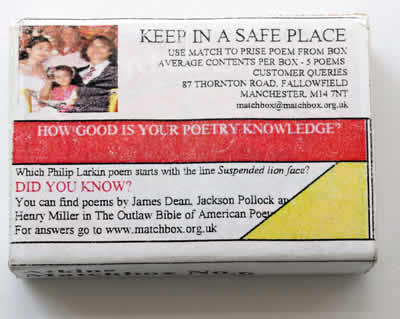 KEEP IN A SAFE PLACE
USE MATCH TO PRISE POEM FROM BOX
AVERAGE CONTENTS PER BOX - 5 POEMS
CUSTOMER QUERIES
87 THORNTON ROAD, FALLOWFIELD
MANCHESTER, M14 7NT
matchbox@matchbox.org.uk
HOW GOOD IS YOUR POETRY KNOWLEDGE?
Which Philip Larkin poem starts with the line Suspended lion face?
DID YOU KNOW?
You can find poems by James Dean, Jackson Pollock an
Henry Miller in The Outlaw Bible of American Poet
For answers go to www.matchbox.org.uk